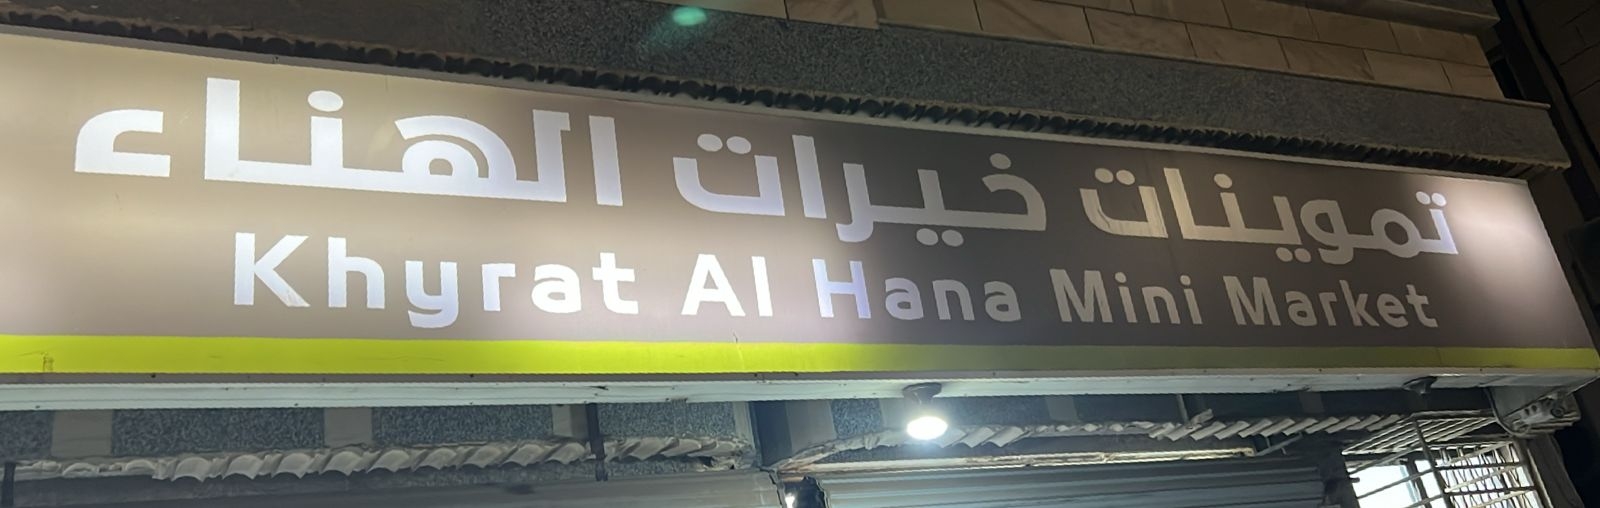 تموينات خيرات الهناء
Khyrat Al Hana Mini Market